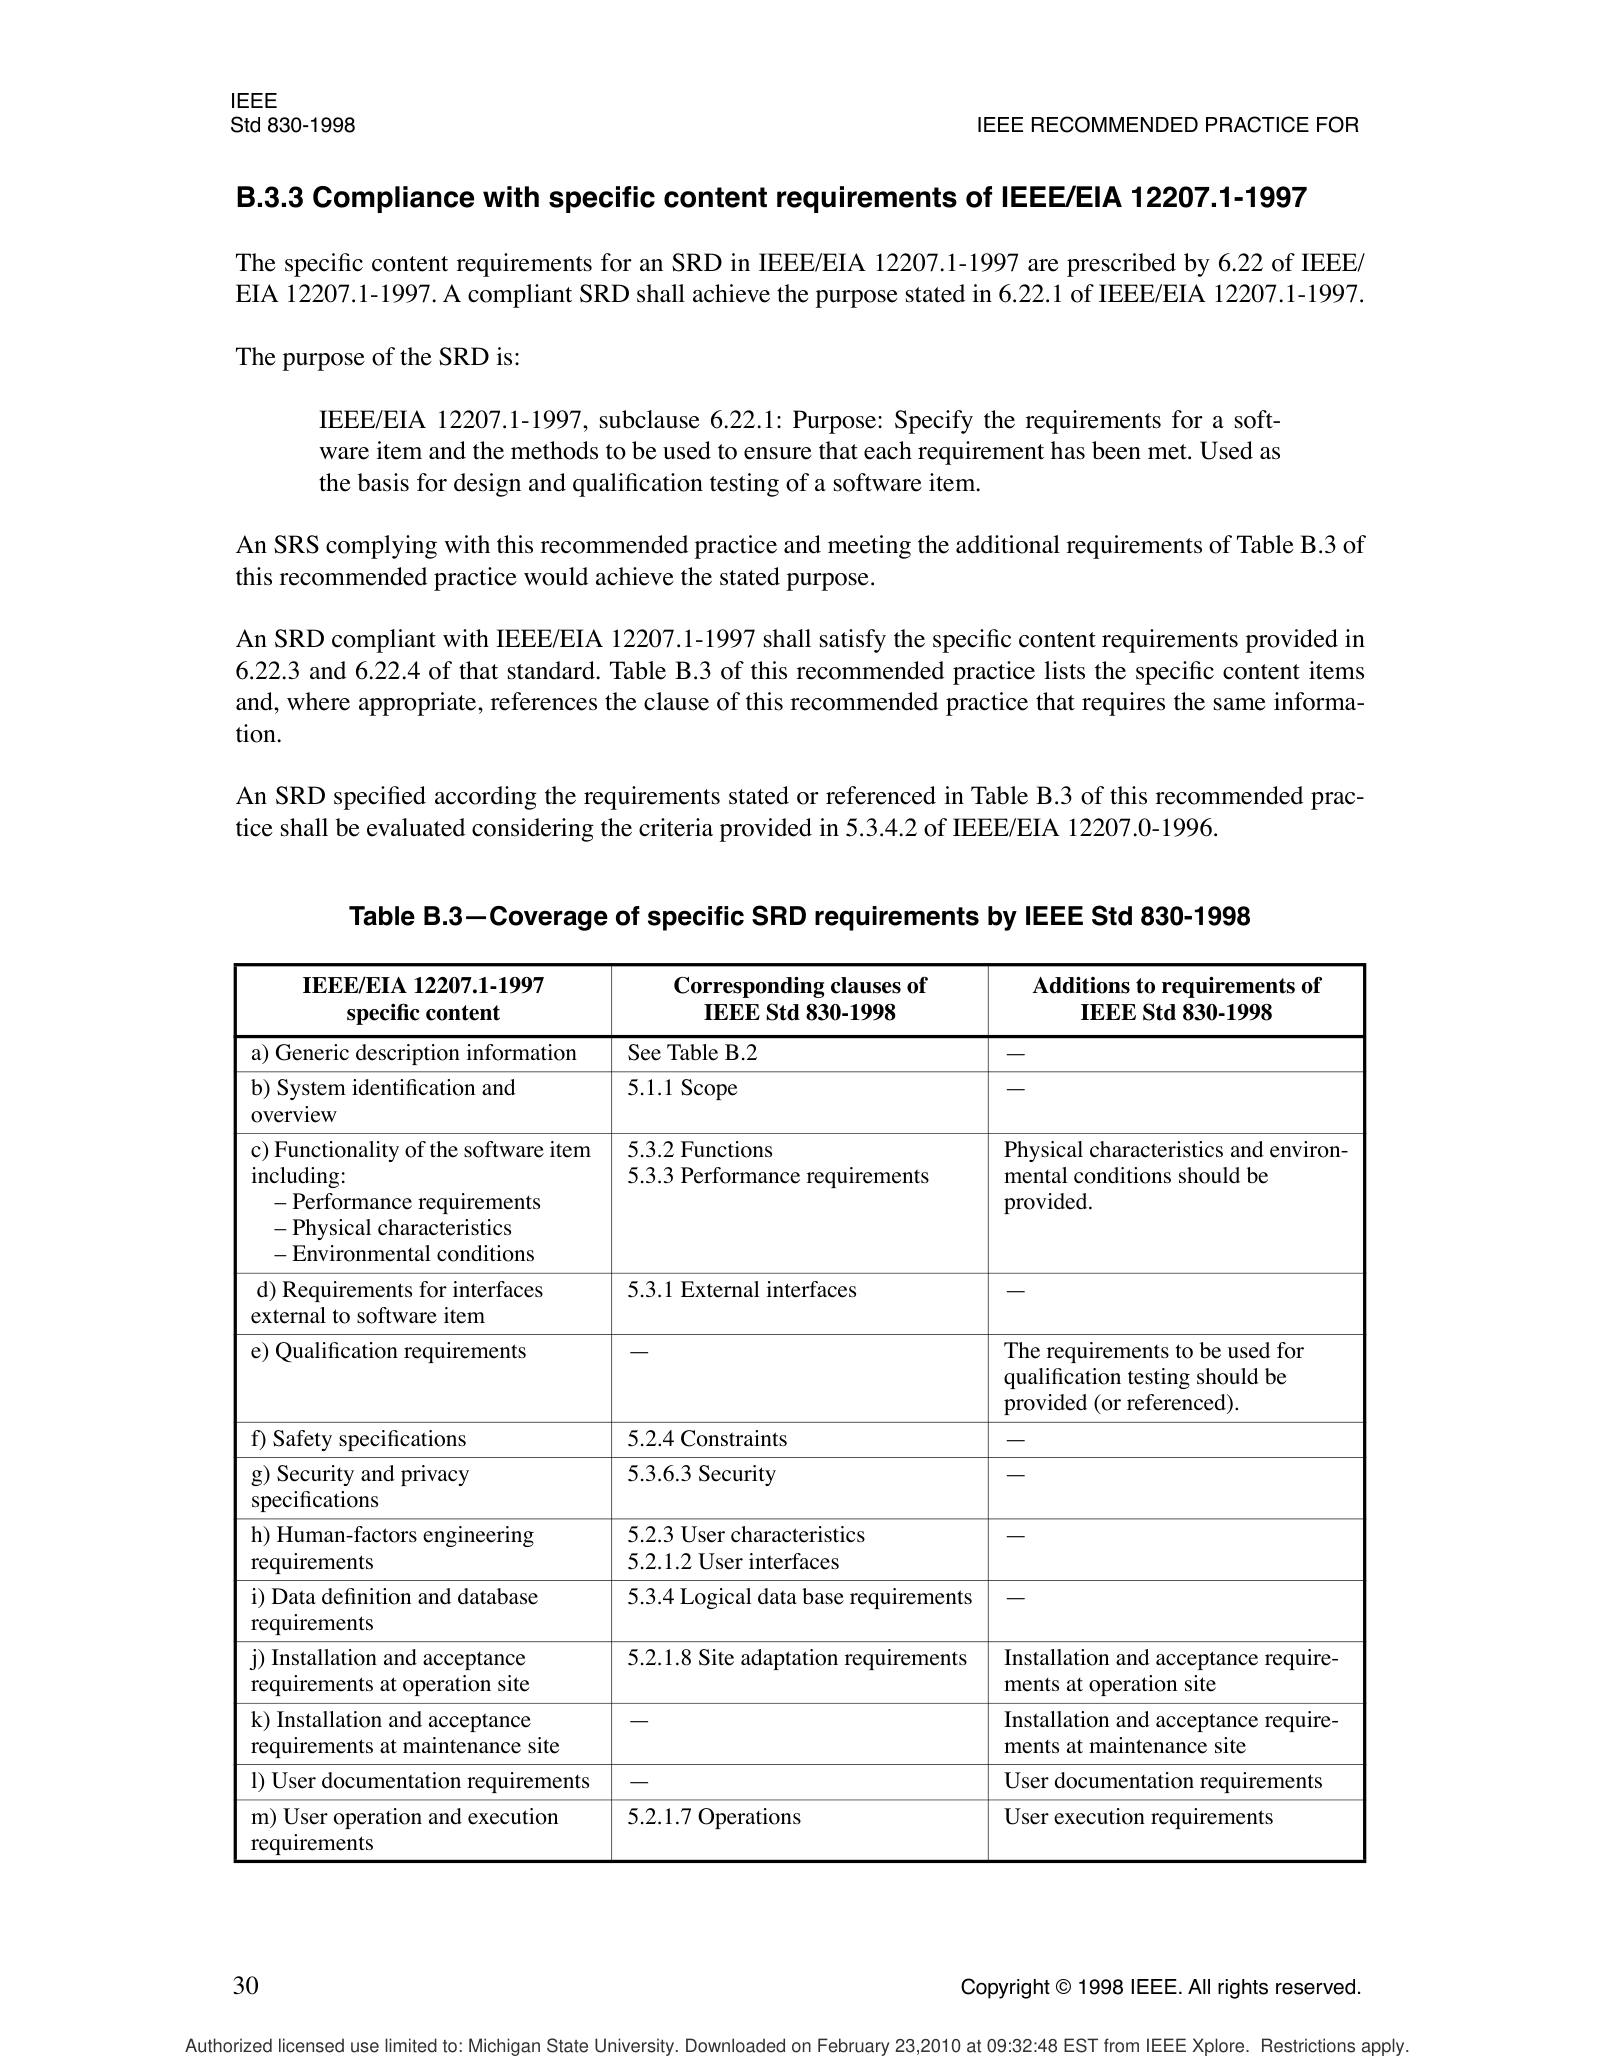 IEEE
Std 830-1998
IEEE RECOMMENDED PRACTICE FOR
B.3.3 Compliance with specific content requirements of IEEE/EIA 12207.1-1997
The specific content requirements for an SRD in IEEE/EIA 12207.1-1997 are prescribed by 6.22 of IEEE/
EIA 12207.1-1997. A compliant SRD shall achieve the purpose stated in 6.22.1 of IEEE/EIA 12207.1-1997.
The purpose of the SRD is:
IEEE/EIA 12207.1-1997, subclause 6.22.1: Purpose: Specify the requirements for a soft-
ware item and the methods to be used to ensure that each requirement has been met. Used as
the basis for design and qualification testing of a software item.
An SRS complying with this recommended practice and meeting the additional requirements of Table B.3 of
this recommended practice would achieve the stated purpose.
An SRD compliant with IEEE/EIA 12207.1-1997 shall satisfy the specific content requirements provided in
6.22.3 and 6.22.4 of that standard. Table B.3 of this recommended practice lists the specific content items
and, where appropriate, references the clause of this recommended practice that requires the same informa-
tion.
An SRD specified according the requirements stated or referenced in Table B.3 of this recommended prac-
tice shall be evaluated considering the criteria provided in 5.3.4.2 of IEEE/EIA 12207.0-1996.
Table B.3—Coverage of specific SRD requirements by IEEE Std 830-1998
IEEE/EIA 12207.1-1997
specific content
Corresponding clauses of
IEEE Std 830-1998
Additions to requirements of
IEEE Std 830-1998
a) Generic description information
See Table B.2
—
b) System identification and
overview
5.1.1 Scope
—
c) Functionality of the software item
including:
– Performance requirements
– Physical characteristics
– Environmental conditions
5.3.2 Functions
5.3.3 Performance requirements
Physical characteristics and environ-
mental conditions should be
provided.
d) Requirements for interfaces
external to software item
5.3.1 External interfaces
—
e) Qualification requirements
—
The requirements to be used for
qualification testing should be
provided (or referenced).
f) Safety specifications
5.2.4 Constraints
—
g) Security and privacy
specifications
5.3.6.3 Security
—
h) Human-factors engineering
requirements
5.2.3 User characteristics
5.2.1.2 User interfaces
—
i) Data definition and database
requirements
5.3.4 Logical data base requirements
—
j) Installation and acceptance
requirements at operation site
5.2.1.8 Site adaptation requirements
Installation and acceptance require-
ments at operation site
k) Installation and acceptance
requirements at maintenance site
—
Installation and acceptance require-
ments at maintenance site
l) User documentation requirements
—
User documentation requirements
m) User operation and execution
requirements
5.2.1.7 Operations
User execution requirements
30
Copyright © 1998 IEEE. All rights reserved.
Authorized licensed use limited to: Michigan State University. Downloaded on February 23,2010 at 09:32:48 EST from IEEE Xplore. Restrictions apply.